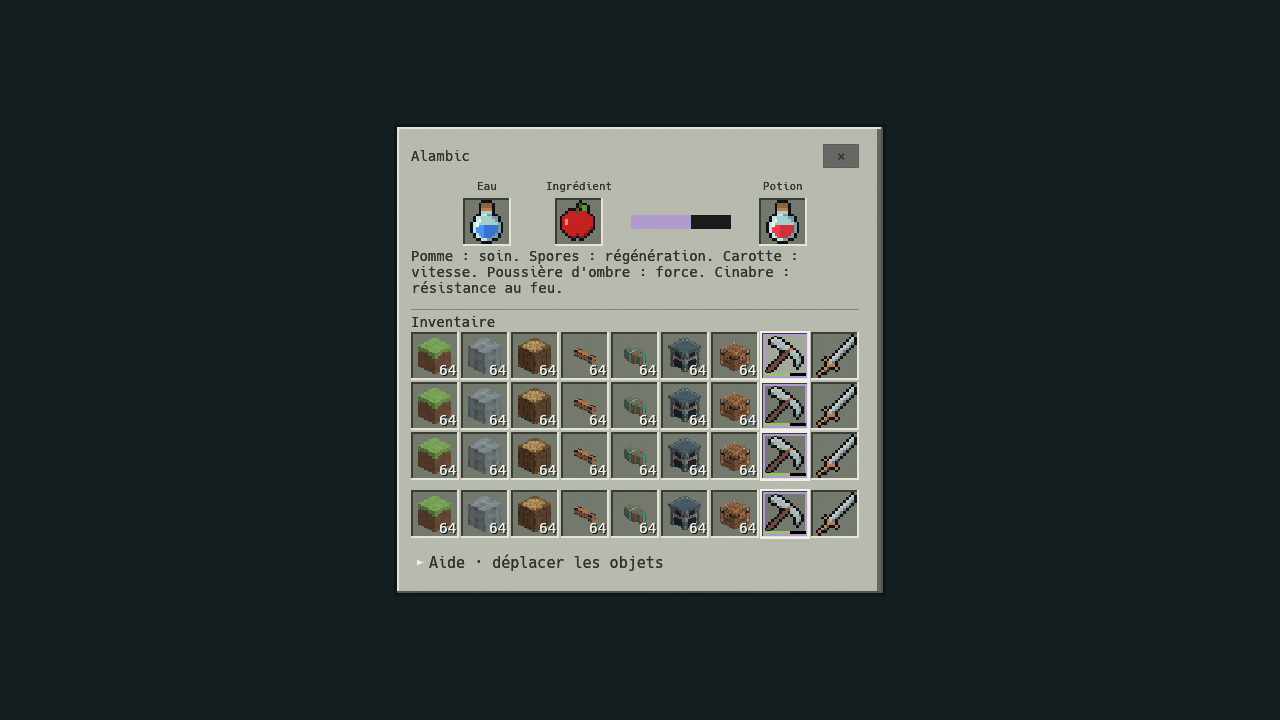 Alambic ×
Eau Ingrédient Potion
Pomme : soin. Spores : régénération. Carotte :
vitesse. Poussière d'ombre : force. Cinabre :
résistance au feu.
Inventaire
64 64 64 64 64 64 64
64 64 64 64 64 64 64
64 64 64 64 64 64 64
64 64 64 64 64 64 64
▸ Aide · déplacer les objets